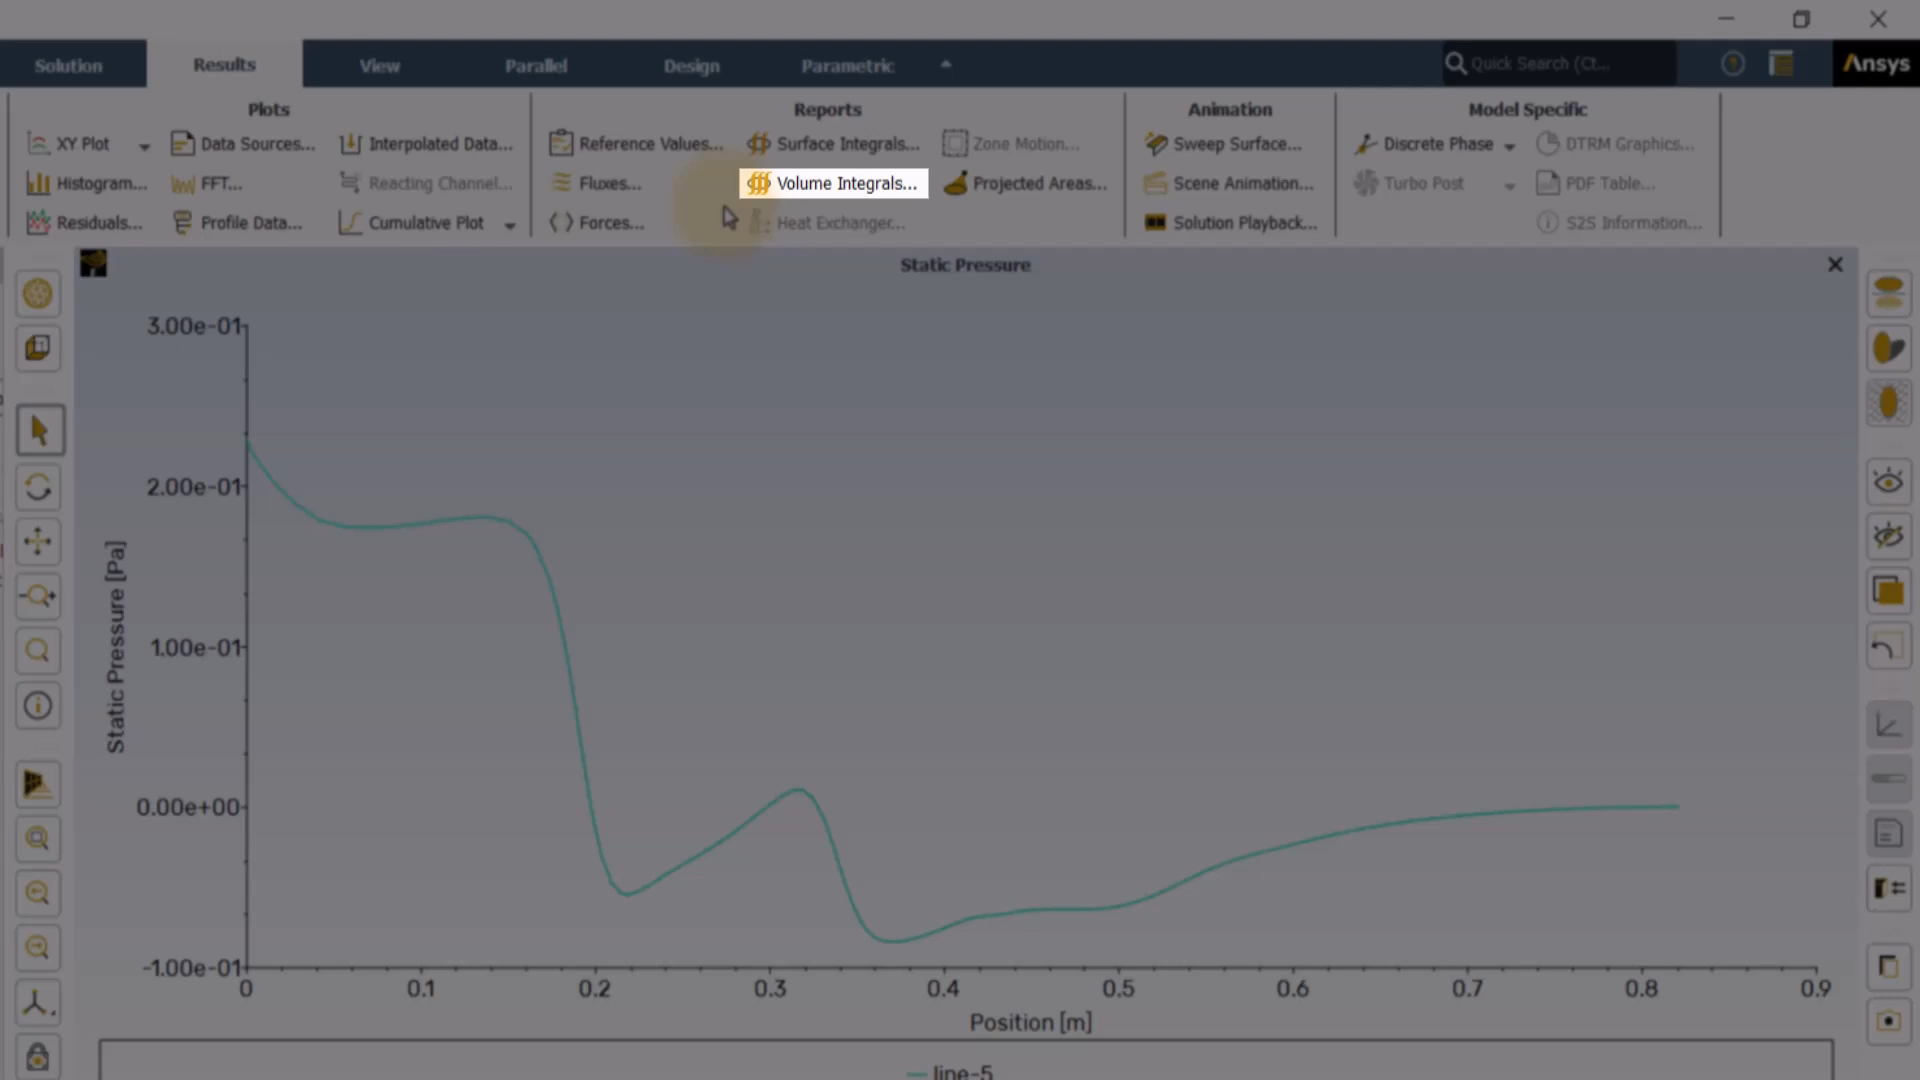 Solution
Results
View
Parallel
Design
Parametric
Quick Search (Ct...
Ansys
Plots
Reports
Animation
Model Specific
XY Plot
Data Sources...
Interpolated Data...
Reference Values...
Surface Integrals...
Zone Motion...
Sweep Surface...
Discrete Phase
DTRM Graphics...
Histogram...
FFT...
Reacting Channel...
Fluxes...
Volume Integrals...
Projected Areas...
Scene Animation...
Turbo Post
PDF Table...
Residuals...
Profile Data...
Cumulative Plot
Forces...
Heat Exchanger...
Solution Playback...
S2S Information...
Static Pressure
3.00e-01
2.00e-01
1.00e-01
0.00e+00
-1.00e-01
Static Pressure [Pa]
0 0.1 0.2 0.3 0.4 0.5 0.6 0.7 0.8 0.9
Position [m]
line-5